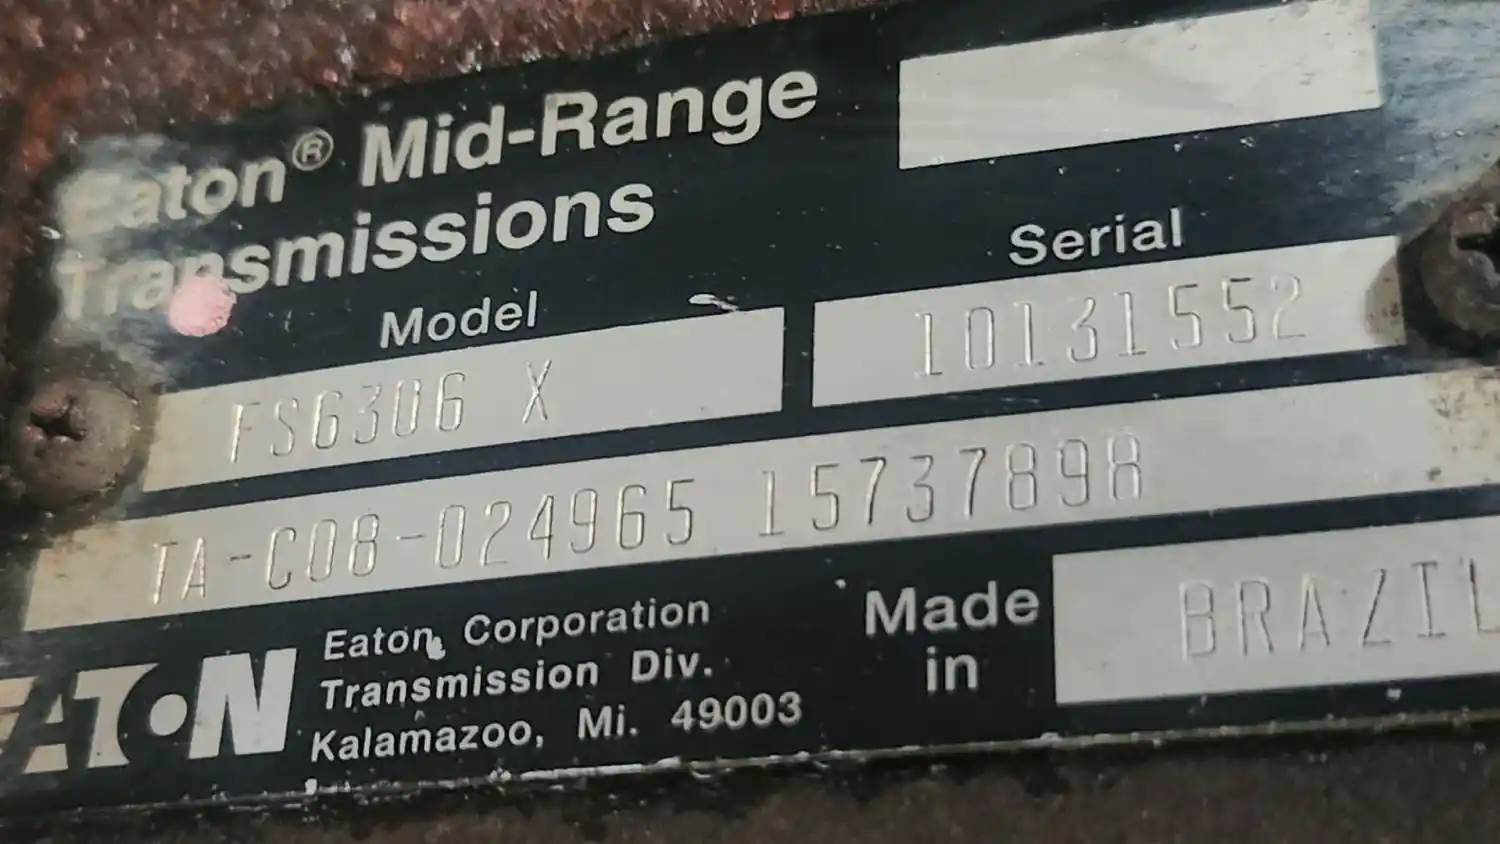 Eaton® Mid-Range
Transmissions
Model
Serial
FS6306 X
10131552
TA-C08-024965 15737898
EATON
Eaton Corporation
Transmission Div.
Kalamazoo, Mi. 49003
Made
in
BRAZIL